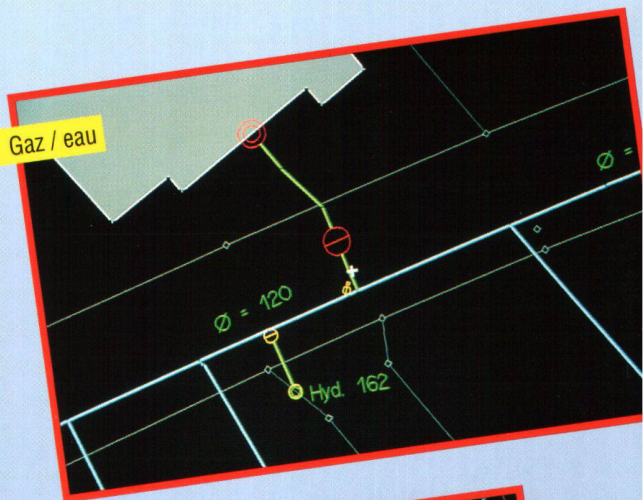 Gaz / eau
Ø =
Ø = 120
Hyd. 162